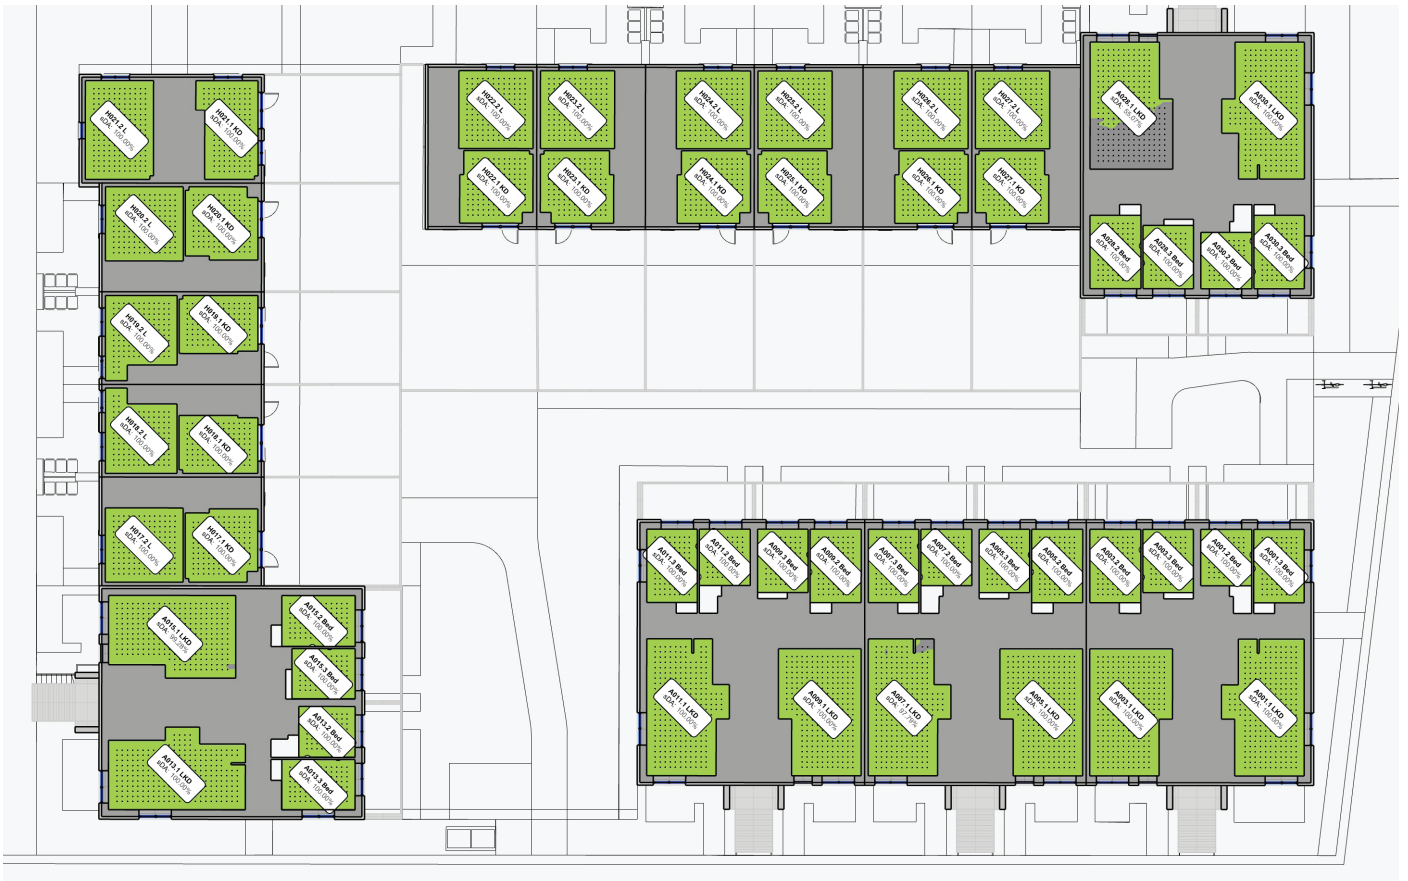 H021.2 L
sDA: 100.00%
H021.1 KD
sDA: 100.00%
H022.2 L
sDA: 100.00%
H023.2 L
sDA: 100.00%
H024.2 L
sDA: 100.00%
H025.2 L
sDA: 100.00%
H026.2 L
sDA: 100.00%
H027.2 L
sDA: 100.00%
A028.1 LKD
sDA: 55.07%
A030.1 LKD
sDA: 100.00%
H022.1 KD
sDA: 100.00%
H023.1 KD
sDA: 100.00%
H024.1 KD
sDA: 100.00%
H025.1 KD
sDA: 100.00%
H026.1 KD
sDA: 100.00%
H027.1 KD
sDA: 100.00%
H020.2 L
sDA: 100.00%
H020.1 KD
sDA: 100.00%
A028.2 Bed
sDA: 100.00%
A028.3 Bed
sDA: 100.00%
A030.2 Bed
sDA: 100.00%
A030.3 Bed
sDA: 100.00%
H019.2 L
sDA: 100.00%
H019.1 KD
sDA: 100.00%
H018.2 L
sDA: 100.00%
H018.1 KD
sDA: 100.00%
H017.2 L
sDA: 100.00%
H017.1 KD
sDA: 100.00%
A011.3 Bed
sDA: 100.00%
A011.2 Bed
sDA: 100.00%
A009.3 Bed
sDA: 100.00%
A009.2 Bed
sDA: 100.00%
A007.3 Bed
sDA: 100.00%
A007.2 Bed
sDA: 100.00%
A005.3 Bed
sDA: 100.00%
A005.2 Bed
sDA: 100.00%
A003.2 Bed
sDA: 100.00%
A003.3 Bed
sDA: 100.00%
A001.2 Bed
sDA: 100.00%
A001.3 Bed
sDA: 100.00%
A015.1 LKD
sDA: 99.28%
A015.2 Bed
sDA: 100.00%
A015.3 Bed
sDA: 100.00%
A013.2 Bed
sDA: 100.00%
A013.1 LKD
sDA: 100.00%
A013.3 Bed
sDA: 100.00%
A011.1 LKD
sDA: 100.00%
A009.1 LKD
sDA: 100.00%
A007.1 LKD
sDA: 97.79%
A005.1 LKD
sDA: 100.00%
A003.1 LKD
sDA: 100.00%
A001.1 LKD
sDA: 100.00%